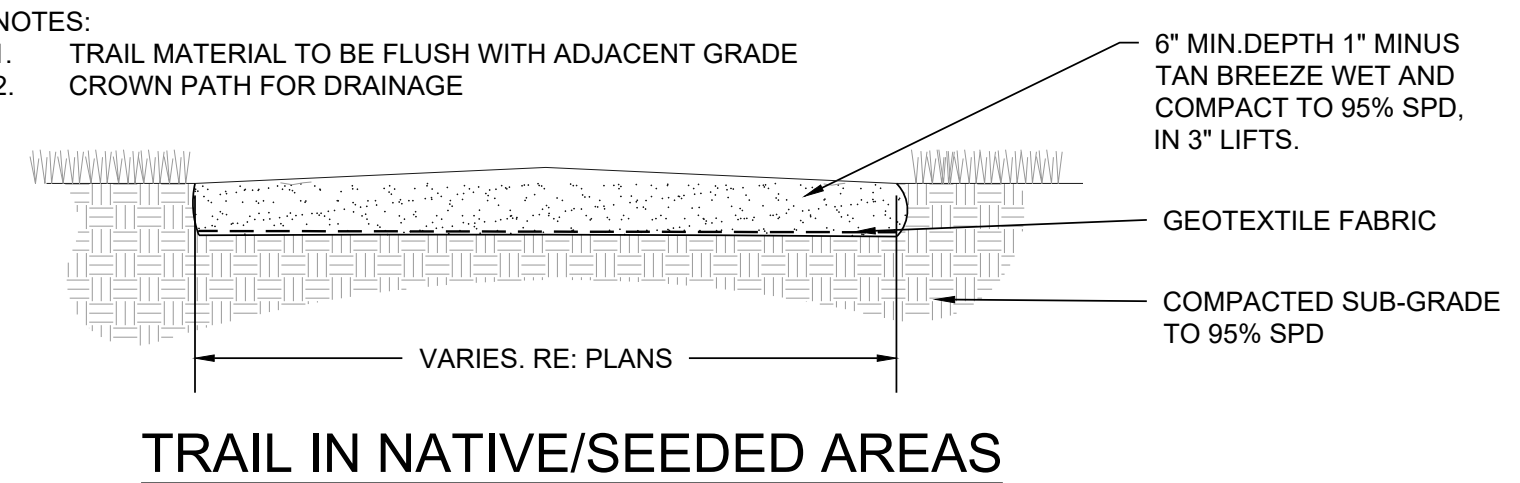 NOTES:
1. TRAIL MATERIAL TO BE FLUSH WITH ADJACENT GRADE
2. CROWN PATH FOR DRAINAGE
6" MIN.DEPTH 1" MINUS
TAN BREEZE WET AND
COMPACT TO 95% SPD,
IN 3" LIFTS.
GEOTEXTILE FABRIC
COMPACTED SUB-GRADE
TO 95% SPD
VARIES. RE: PLANS
TRAIL IN NATIVE/SEEDED AREAS